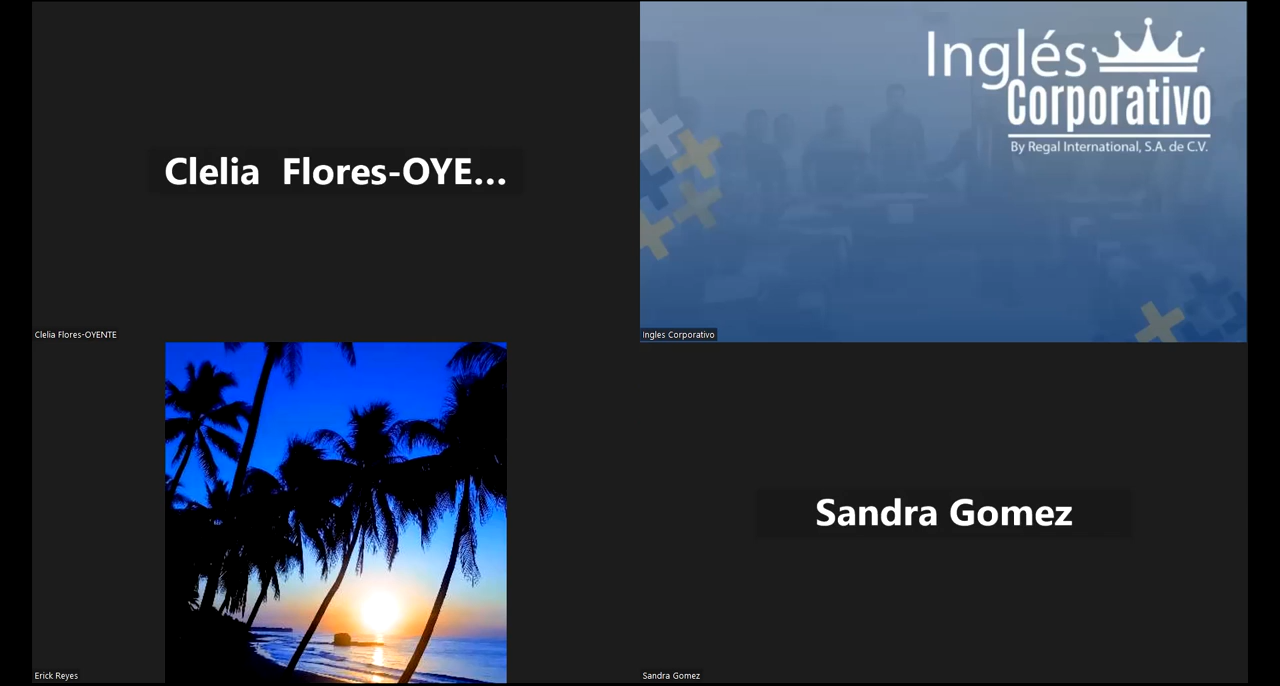 Clelia  Flores-OYE...
Clelia Flores-OYENTE
Inglés
Corporativo
By Regal International, S.A. de C.V.
Ingles Corporativo
Erick Reyes
Sandra Gomez
Sandra Gomez